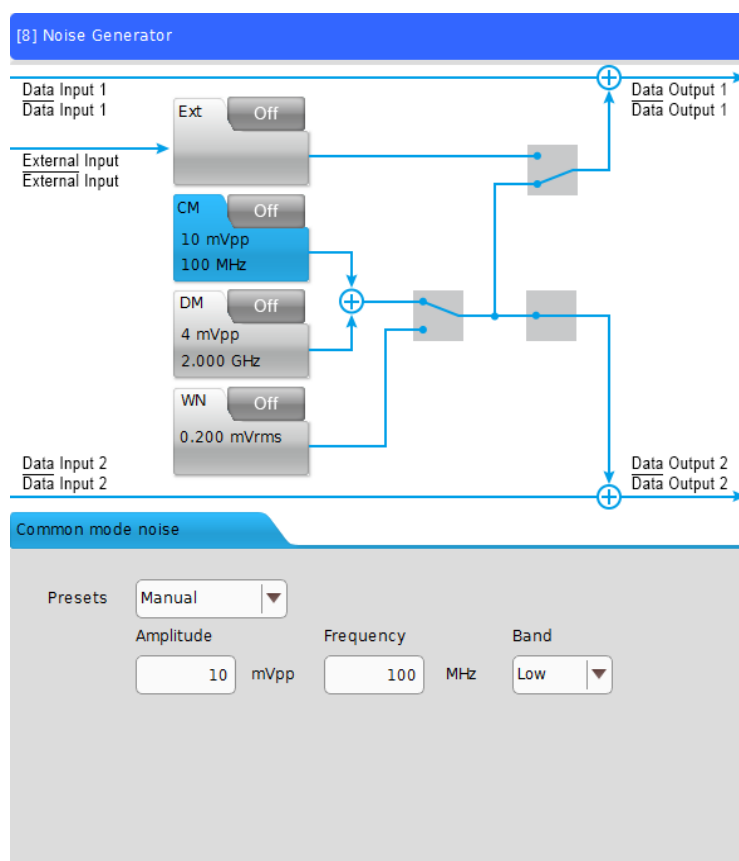 [8] Noise Generator
Data Input 1
Data Input 1
Data Output 1
Data Output 1
Ext
Off
External Input
External Input
CM
Off
10 mVpp
100 MHz
DM
Off
4 mVpp
2.000 GHz
WN
Off
0.200 mVrms
Data Input 2
Data Input 2
Data Output 2
Data Output 2
Common mode noise
Presets
Manual
Amplitude
Frequency
Band
10
mVpp
100
MHz
Low